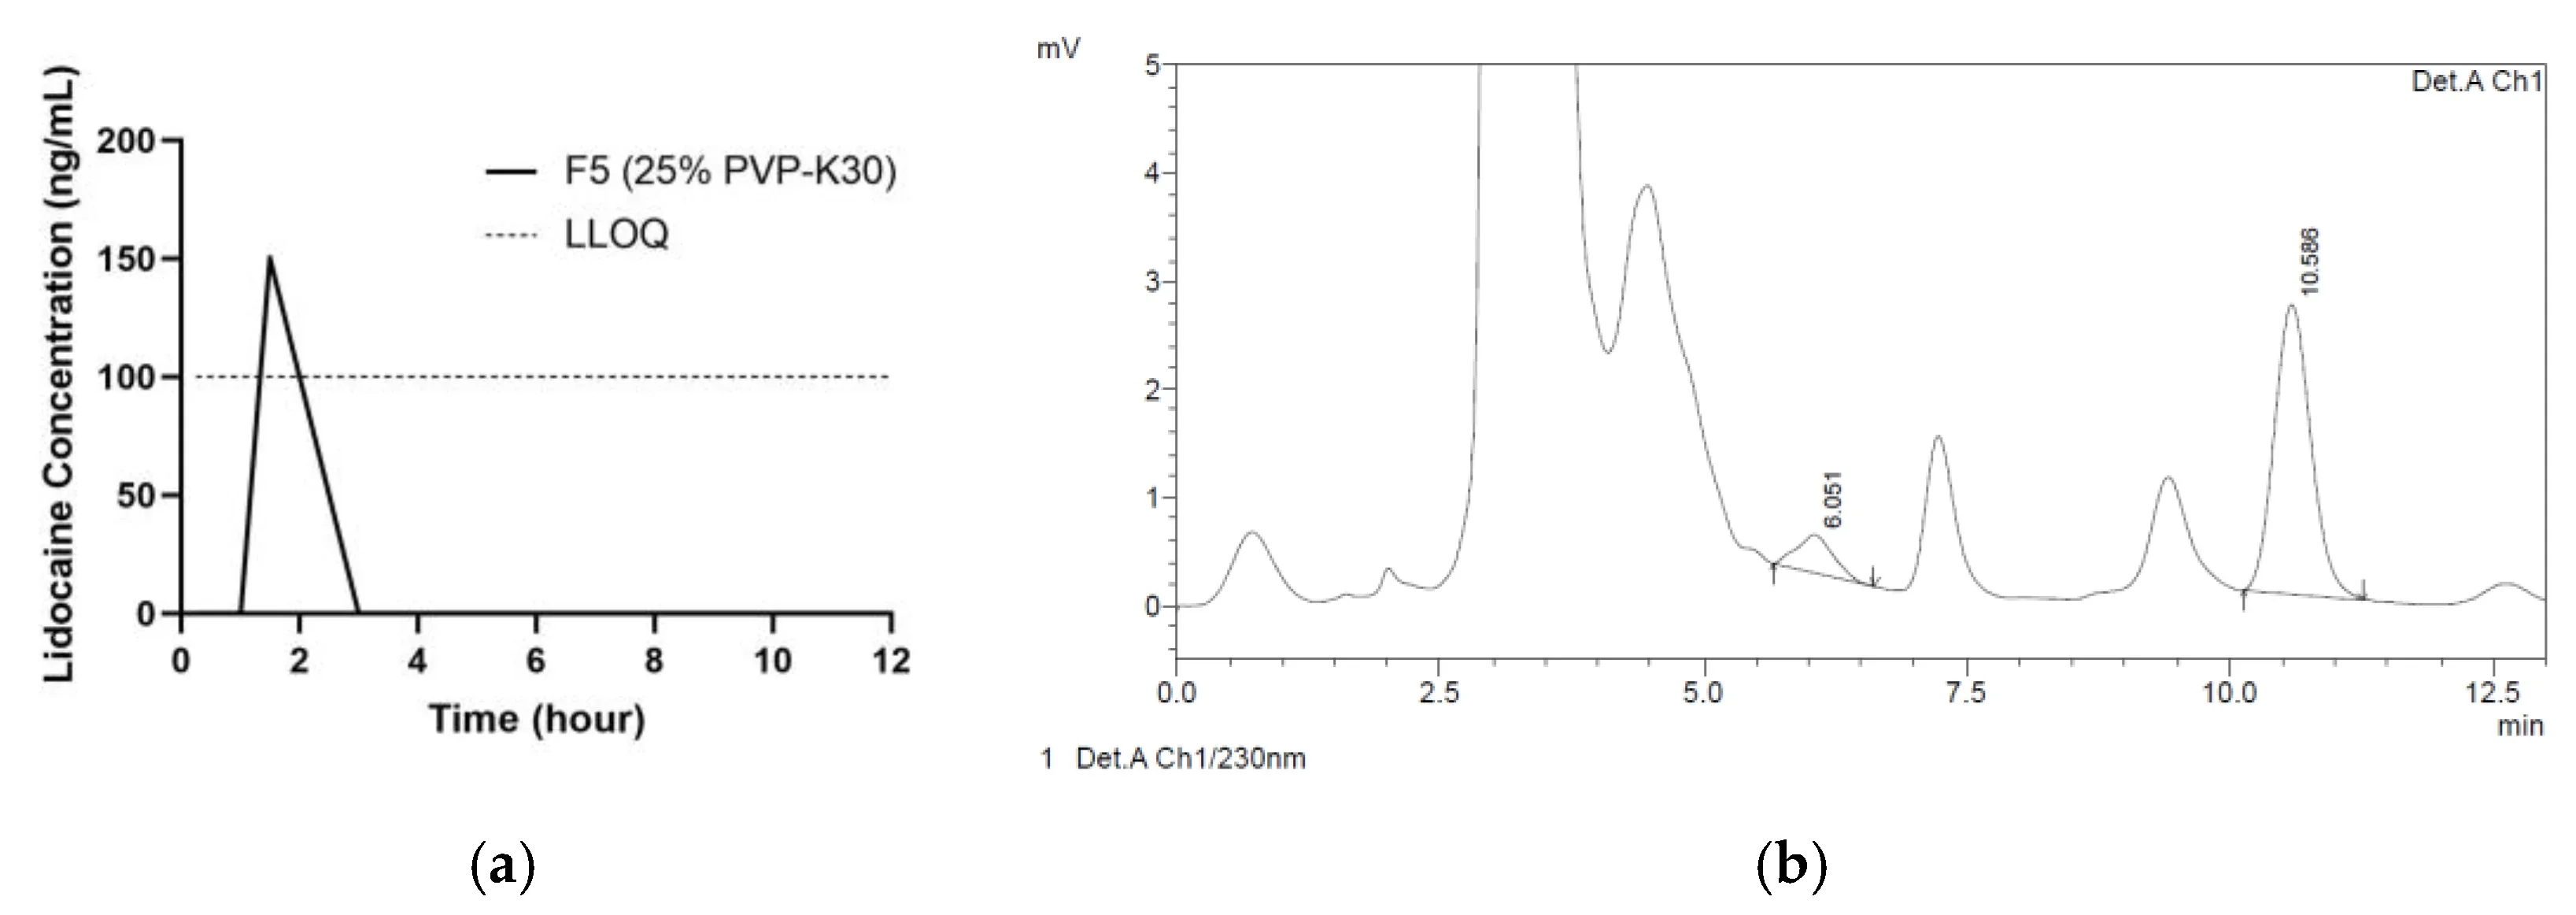 Lidocaine Concentration (ng/mL)
200
150
100
50
0
0 2 4 6 8 10 12
Time (hour)
F5 (25% PVP-K30)
LLOQ
(a)
mV
5
4
3
2
1
0
Det.A Ch1
6.051
10.586
0.0 2.5 5.0 7.5 10.0 12.5
min
1 Det.A Ch1/230nm
(b)